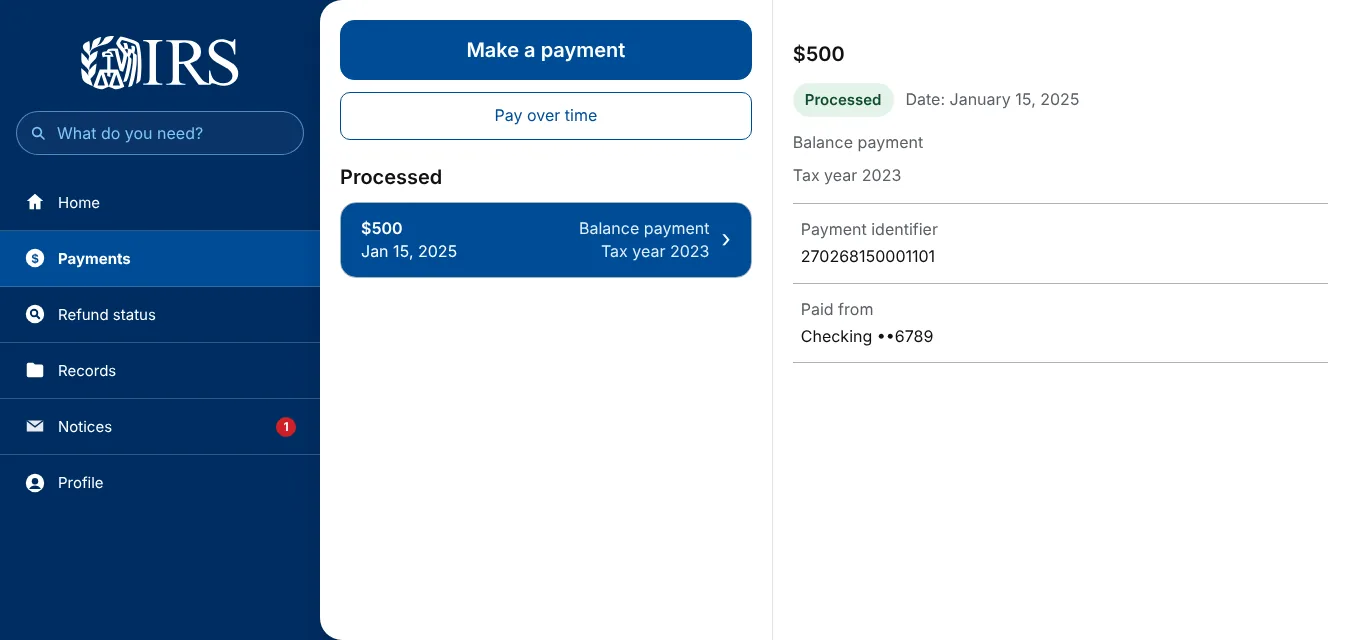 IRS
What do you need?
Home
$ Payments
Refund status
Records
Notices 1
Profile
Make a payment
Pay over time
Processed
$500 Balance payment
Jan 15, 2025 Tax year 2023
$500
Processed Date: January 15, 2025
Balance payment
Tax year 2023
Payment identifier
270268150001101
Paid from
Checking ••6789